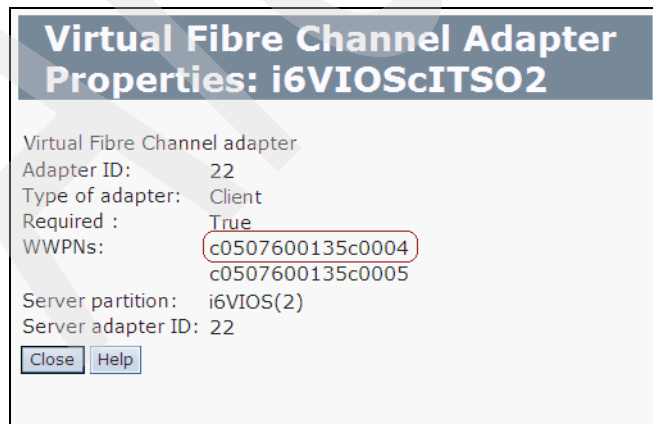 Virtual Fibre Channel Adapter
Properties: i6VIOScITSO2
Virtual Fibre Channel adapter
Adapter ID: 22
Type of adapter: Client
Required : True
WWPNs: c0507600135c0004
c0507600135c0005
Server partition: i6VIOS(2)
Server adapter ID: 22
Close Help